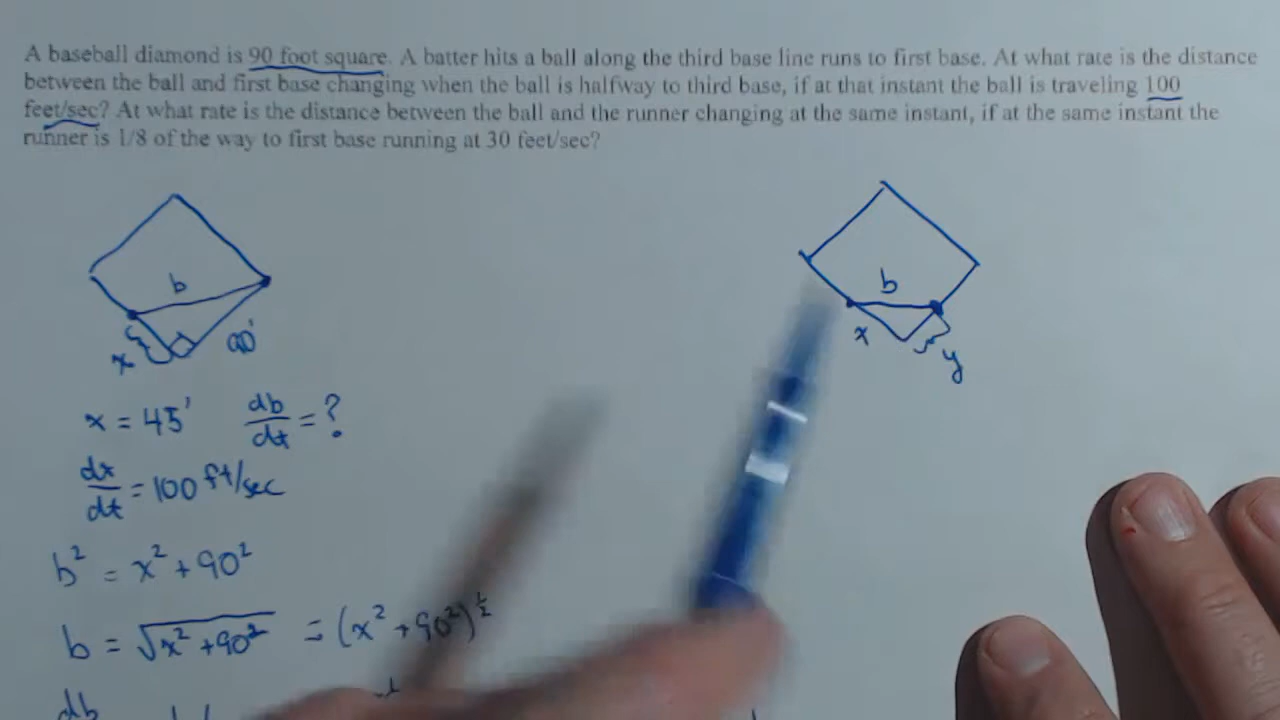 A baseball diamond is 90 foot square. A batter hits a ball along the third base line runs to first base. At what rate is the distance
between the ball and first base changing when the ball is halfway to third base, if at that instant the ball is traveling 100
feet/sec? At what rate is the distance between the ball and the runner changing at the same instant, if at the same instant the
runner is 1/8 of the way to first base running at 30 feet/sec?
b
x
90'
b
x
y
x = 45' db/dt = ?
dx/dt = 100 ft/sec
b² = x² + 90²
b = √x² + 90² = (x² + 90²)^½
db